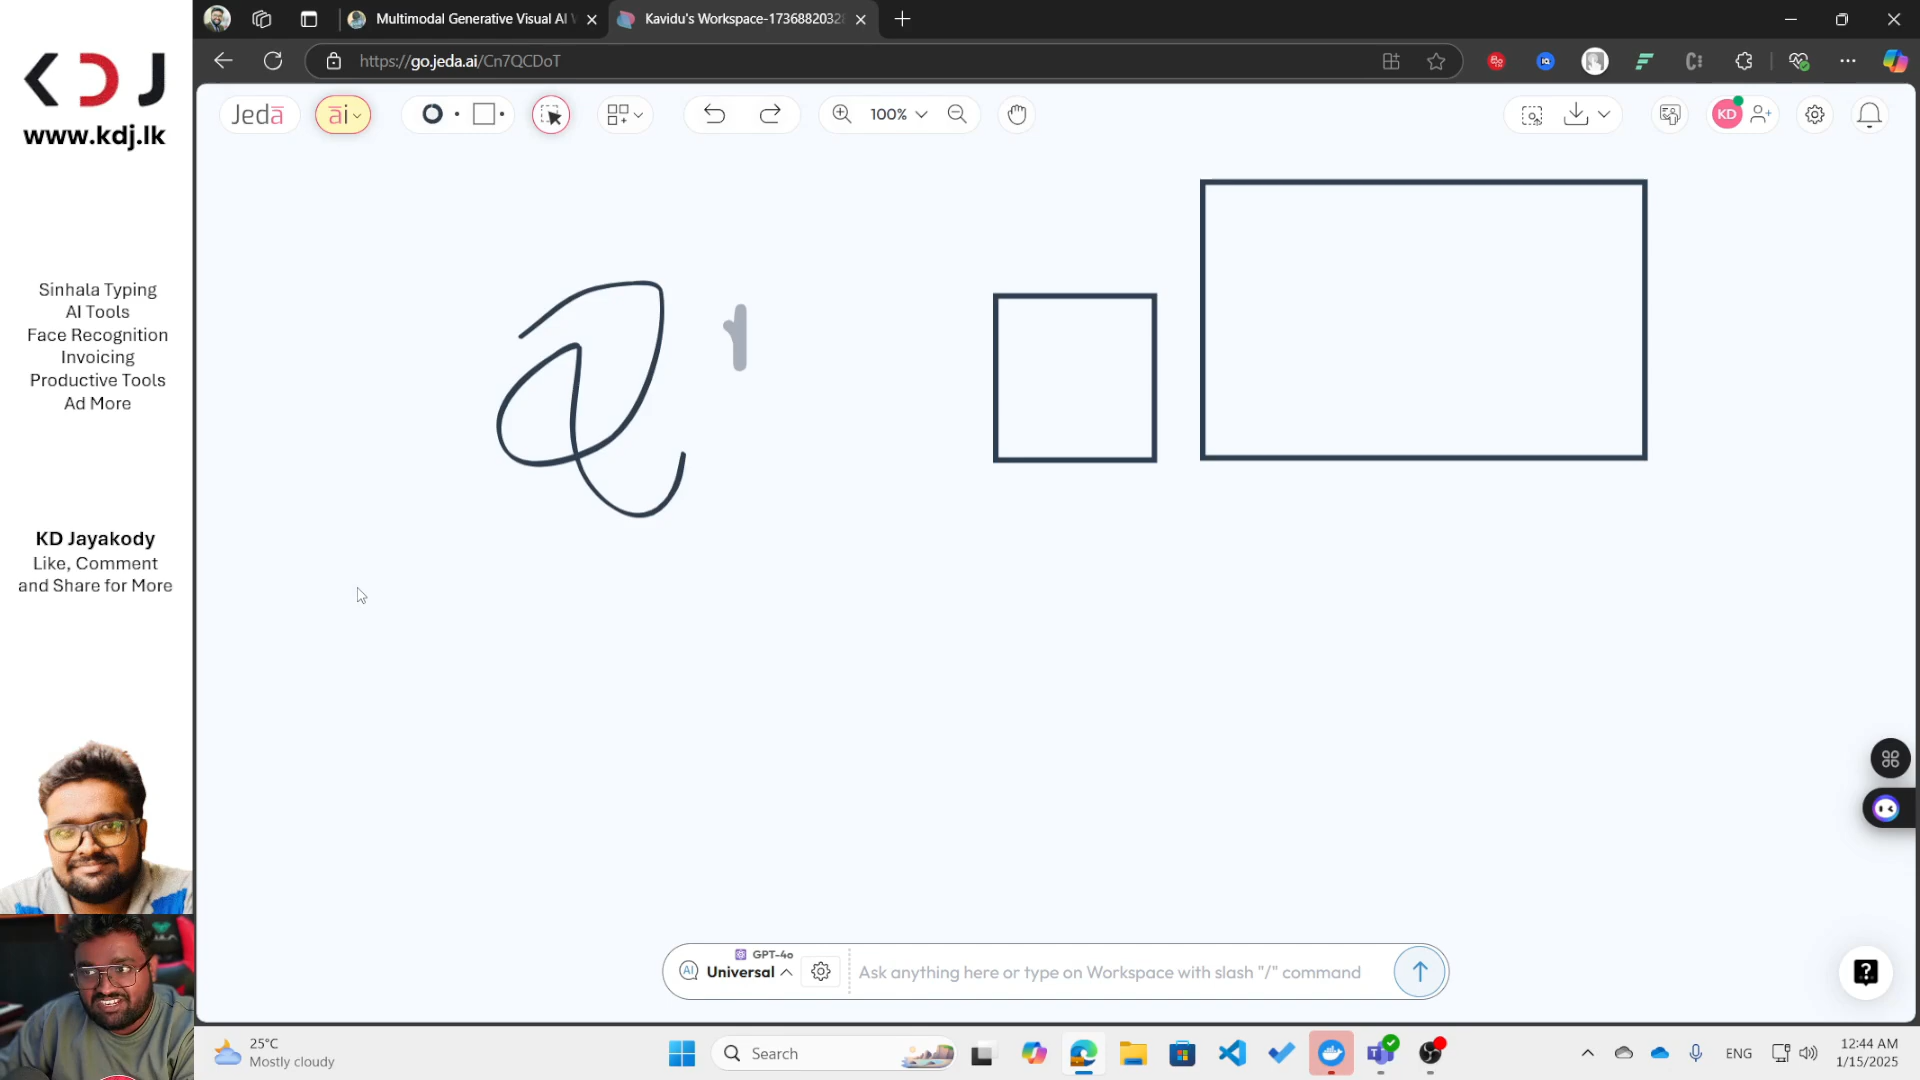 KDJ
www.kdj.lk
Sinhala Typing
AI Tools
Face Recognition
Invoicing
Productive Tools
Ad More
KD Jayakody
Like, Comment
and Share for More
Multimodal Generative Visual AI
Kavidu's Workspace-1736882032
https://go.jeda.ai/Cn7QCDoT
Jedā
āi
100%
KD
GPT-4o
AI Universal
Ask anything here or type on Workspace with slash "/" command
25°C
Mostly cloudy
Search
ENG
12:44 AM
1/15/2025